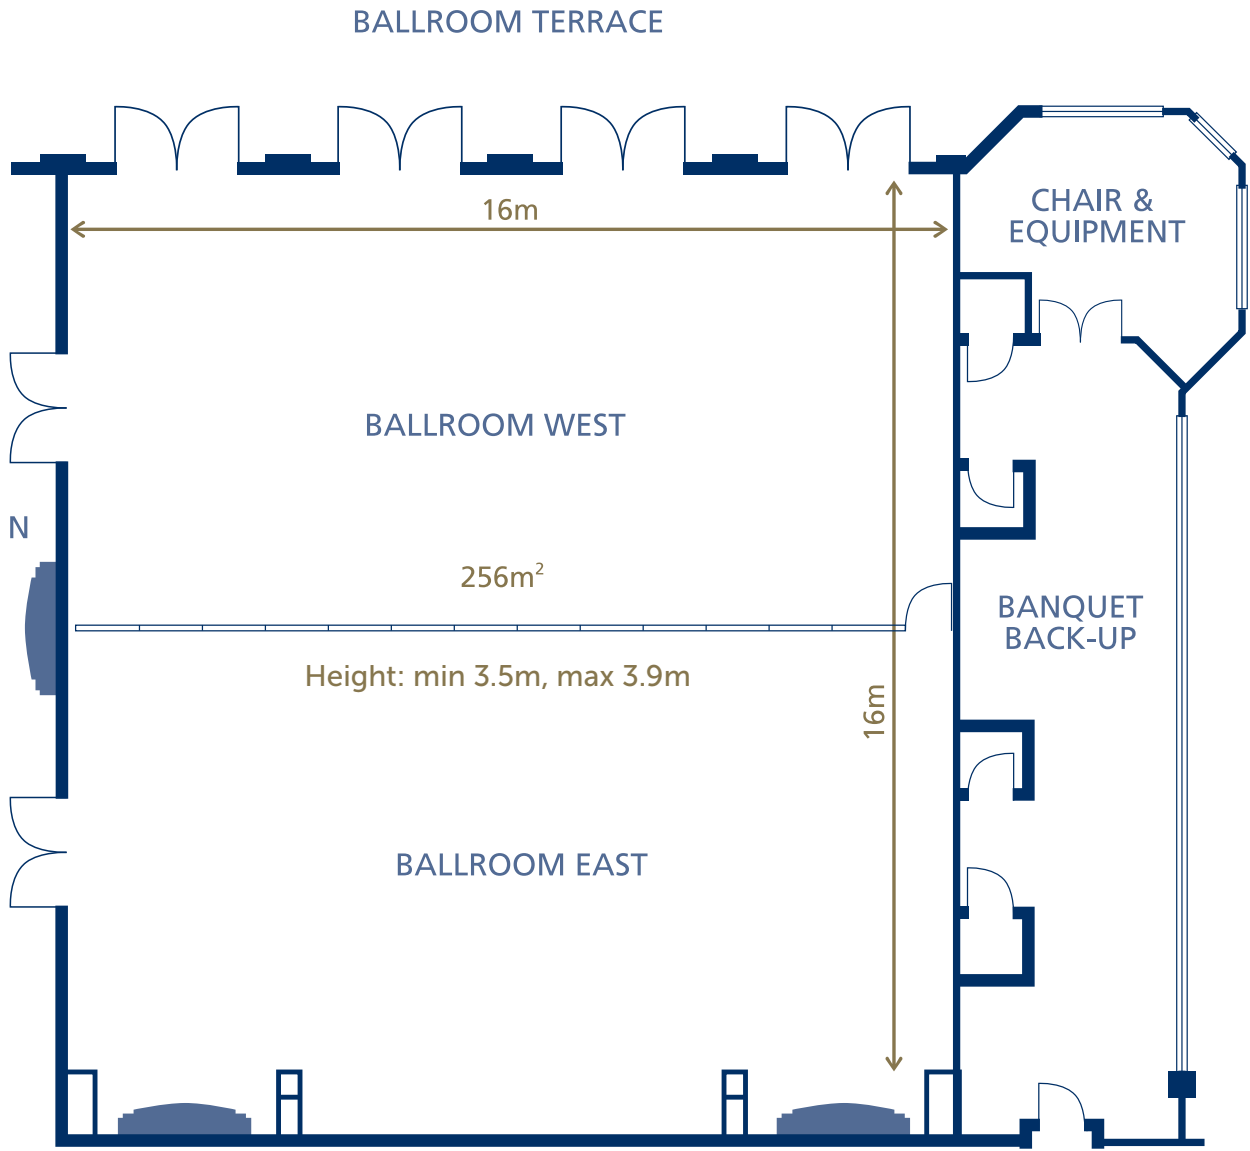 BALLROOM TERRACE
16m
CHAIR &
EQUIPMENT
BALLROOM WEST
N
256m²
BANQUET
BACK-UP
Height: min 3.5m, max 3.9m
16m
BALLROOM EAST